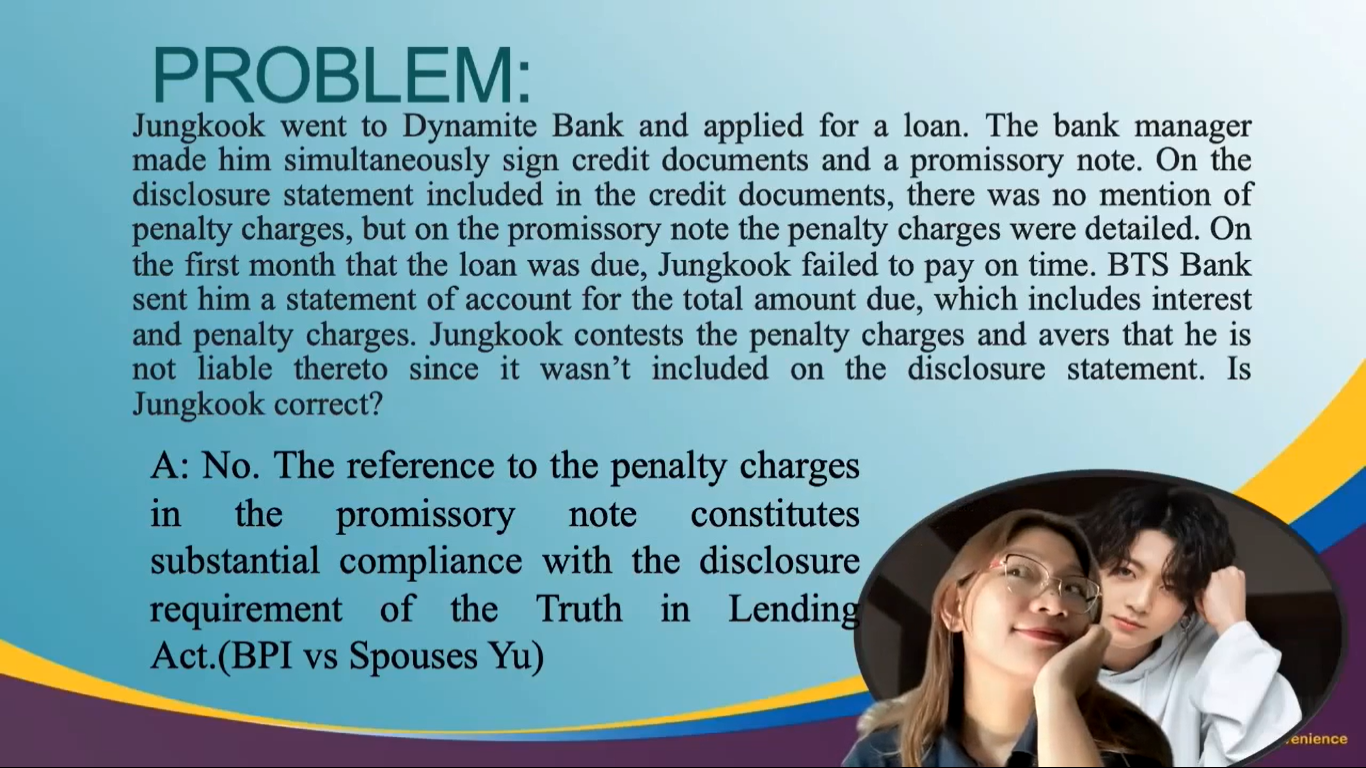 PROBLEM:
Jungkook went to Dynamite Bank and applied for a loan. The bank manager
made him simultaneously sign credit documents and a promissory note. On the
disclosure statement included in the credit documents, there was no mention of
penalty charges, but on the promissory note the penalty charges were detailed. On
the first month that the loan was due, Jungkook failed to pay on time. BTS Bank
sent him a statement of account for the total amount due, which includes interest
and penalty charges. Jungkook contests the penalty charges and avers that he is
not liable thereto since it wasn’t included on the disclosure statement. Is
Jungkook correct?
A: No. The reference to the penalty charges
in the promissory note constitutes
substantial compliance with the disclosure
requirement of the Truth in Lending
Act.(BPI vs Spouses Yu)
enience